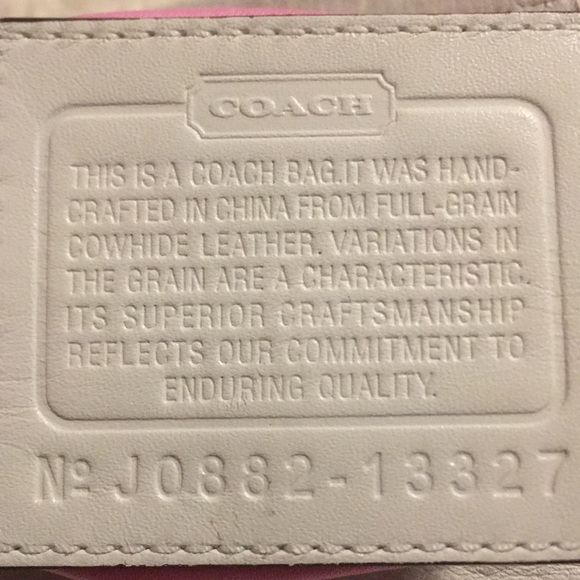 COACH
THIS IS A COACH BAG.IT WAS HAND-
CRAFTED IN CHINA FROM FULL-GRAIN
COWHIDE LEATHER. VARIATIONS IN
THE GRAIN ARE A CHARACTERISTIC.
ITS SUPERIOR CRAFTSMANSHIP
REFLECTS OUR COMMITMENT TO
ENDURING QUALITY.
Nº J0882-13327